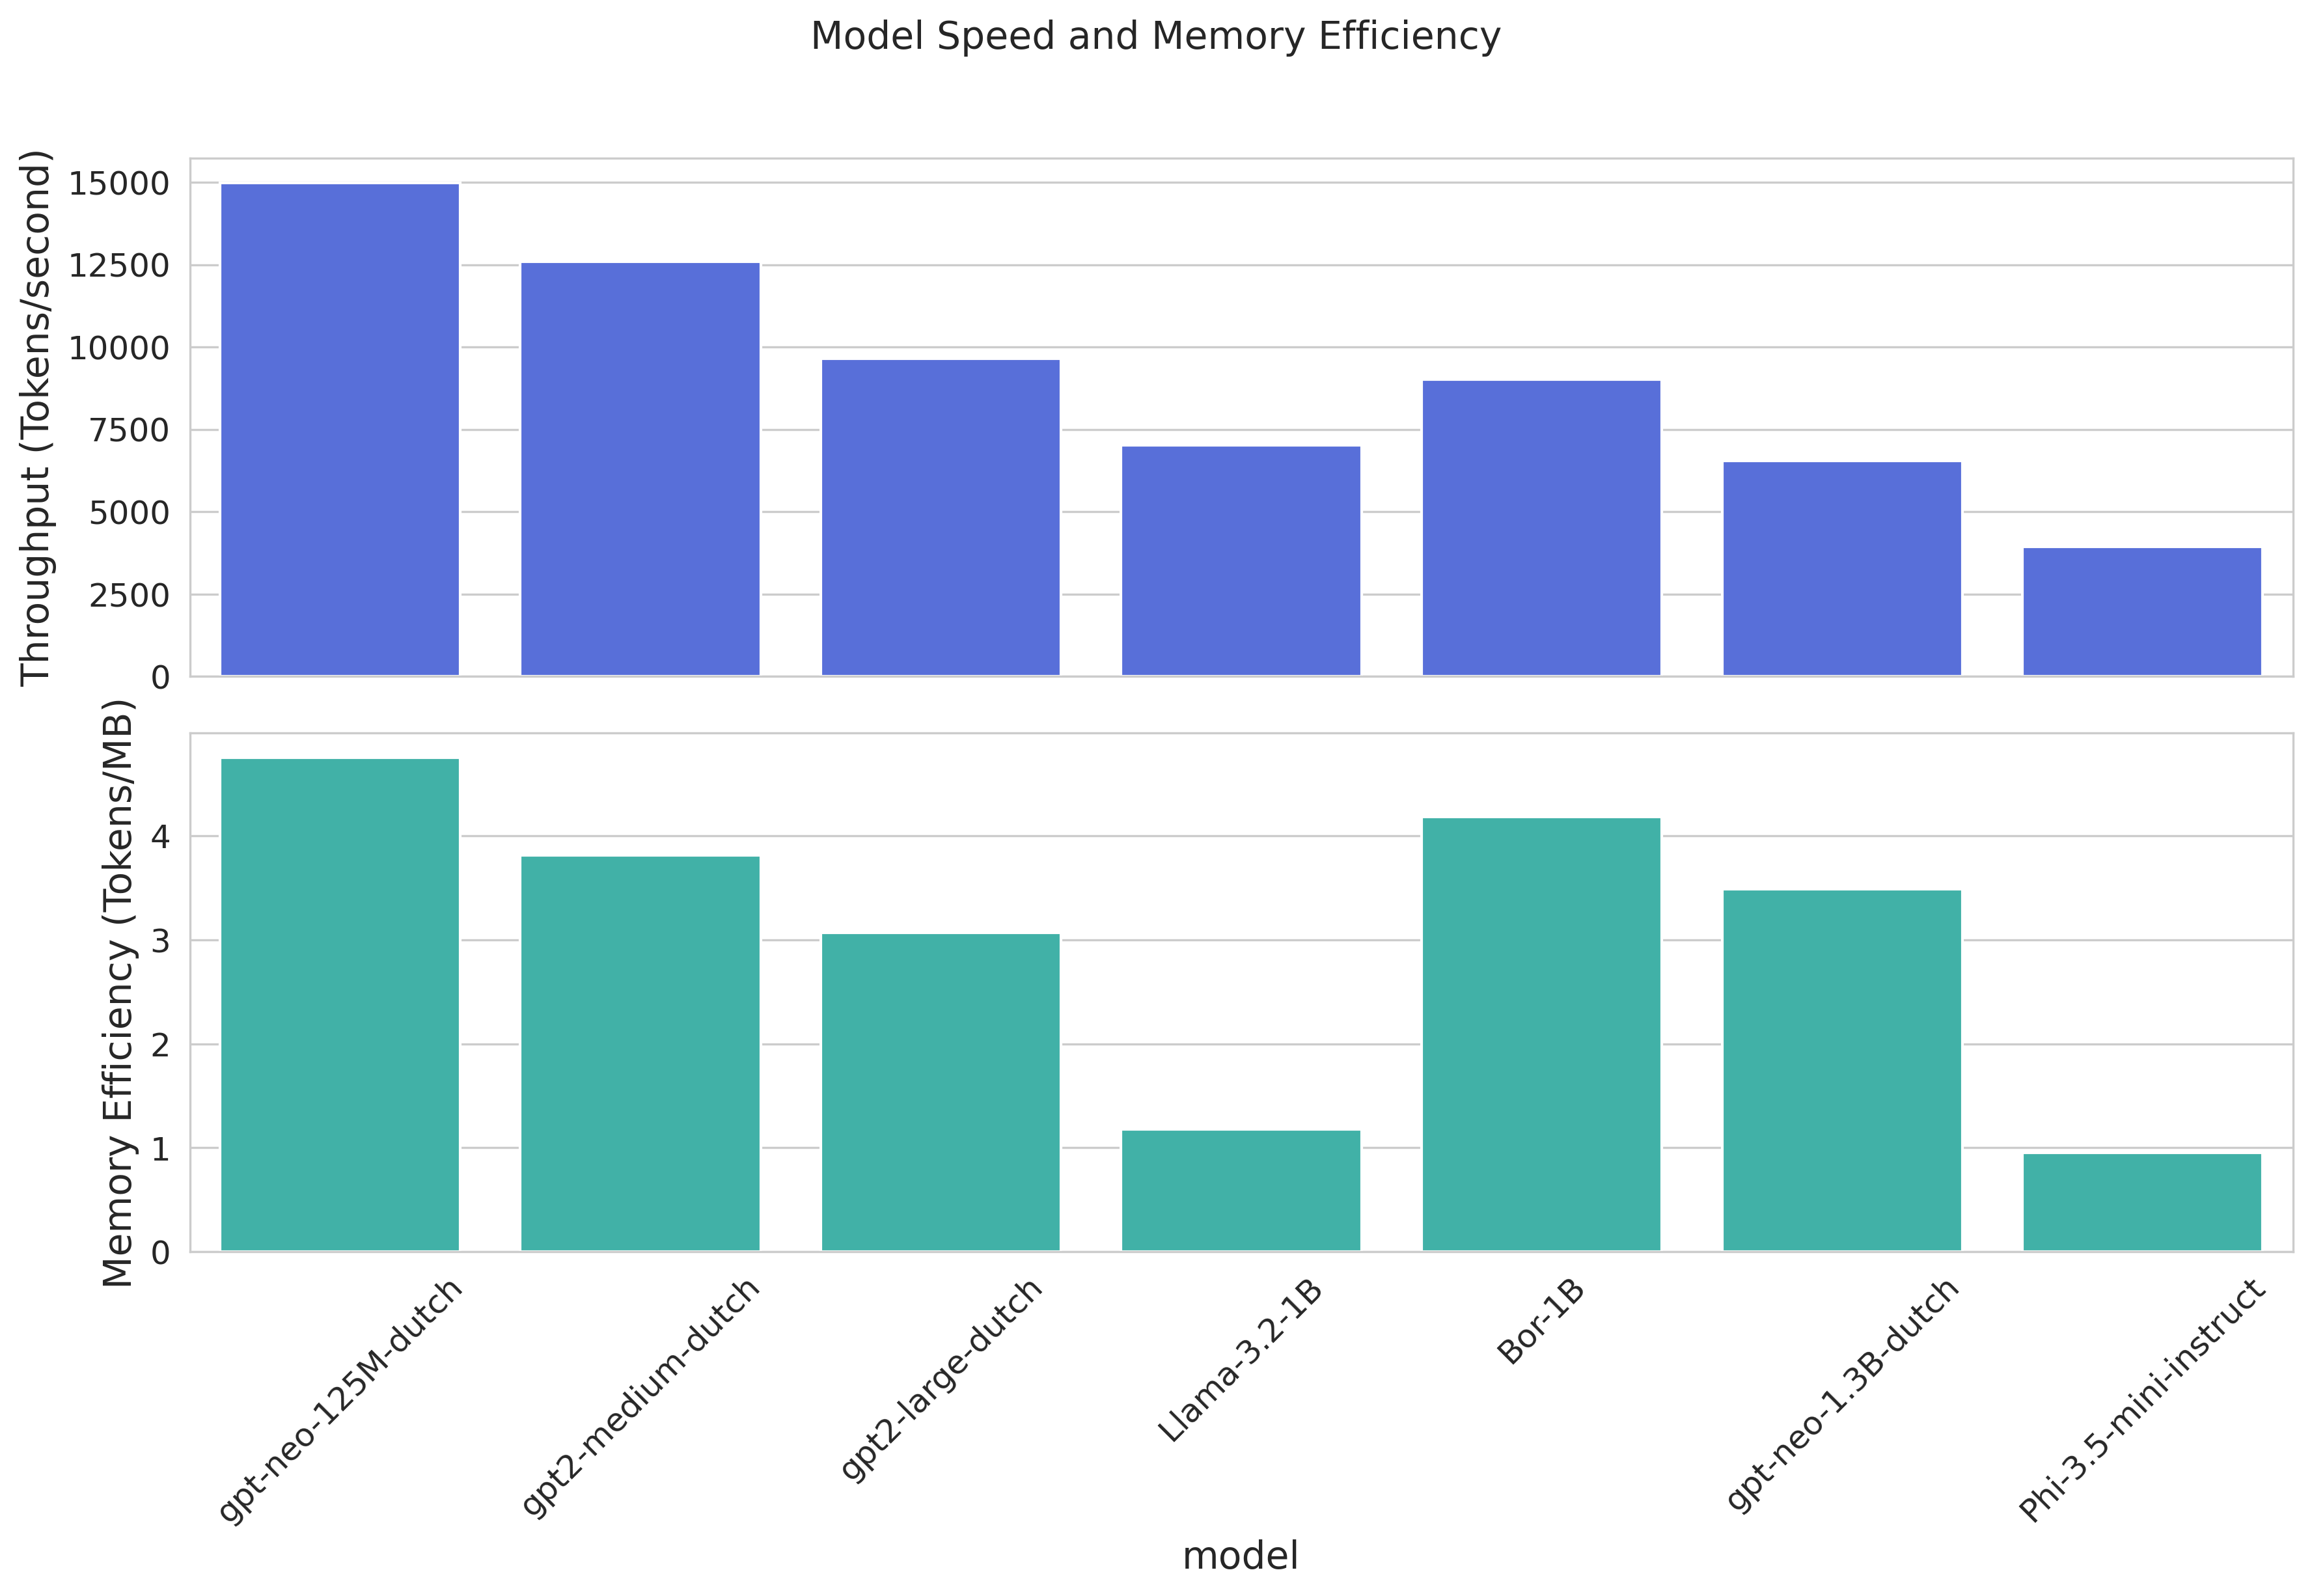 Model Speed and Memory Efficiency
Throughput (Tokens/second)
15000
12500
10000
7500
5000
2500
0
Memory Efficiency (Tokens/MB)
4
3
2
1
0
gpt-neo-125M-dutch
gpt2-medium-dutch
gpt2-large-dutch
Llama-3.2-1B
Bor-1B
gpt-neo-1.3B-dutch
Phi-3.5-mini-instruct
model